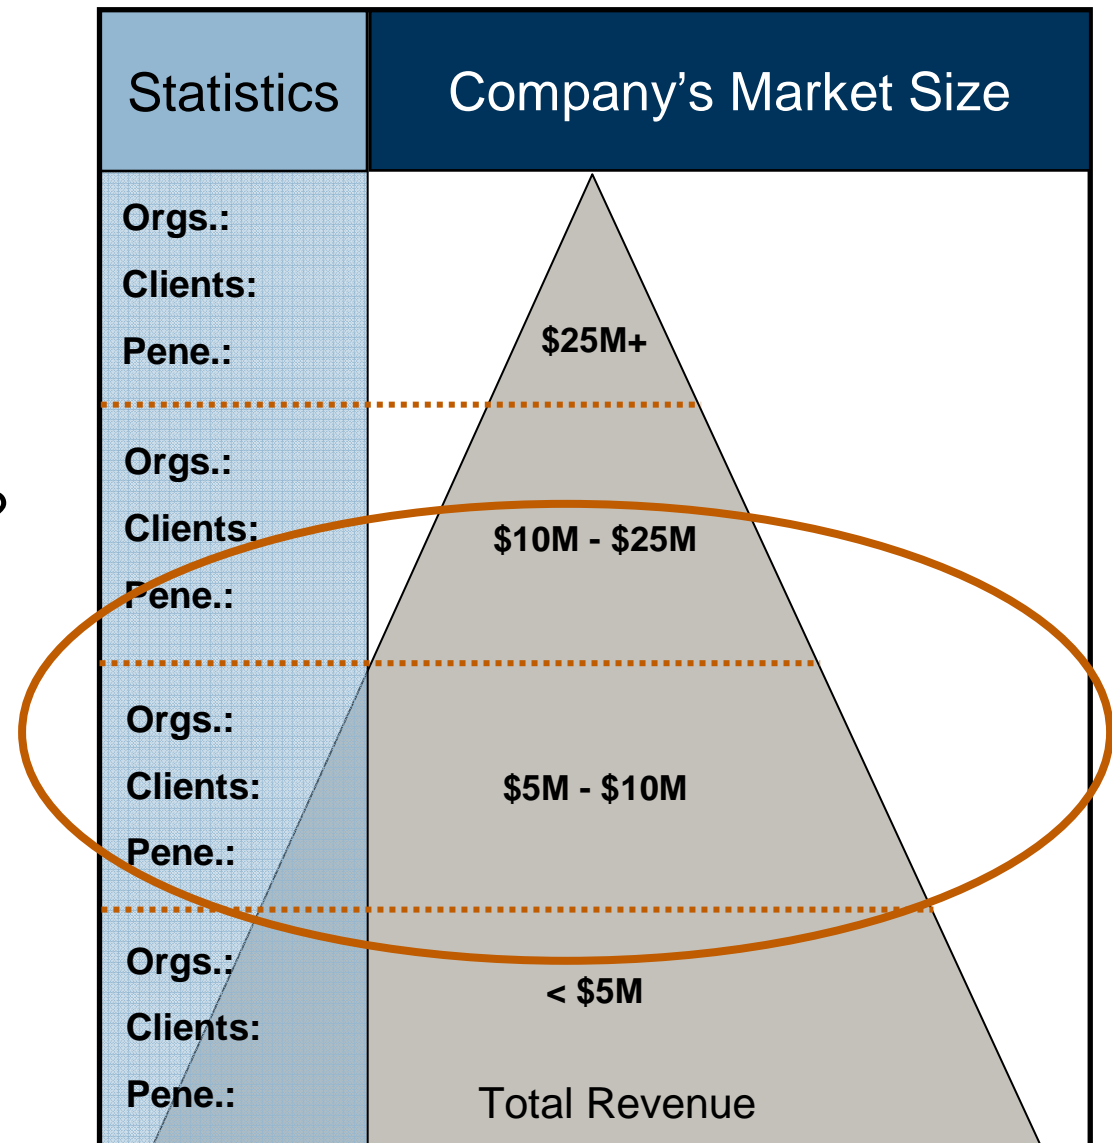 Statistics
Company's Market Size
Orgs.:
Clients:
Pene.:
$25M+
Orgs.:
Clients:
Pene.:
$10M - $25M
Orgs.:
Clients:
Pene.:
$5M - $10M
Orgs.:
Clients:
Pene.:
< $5M
Total Revenue